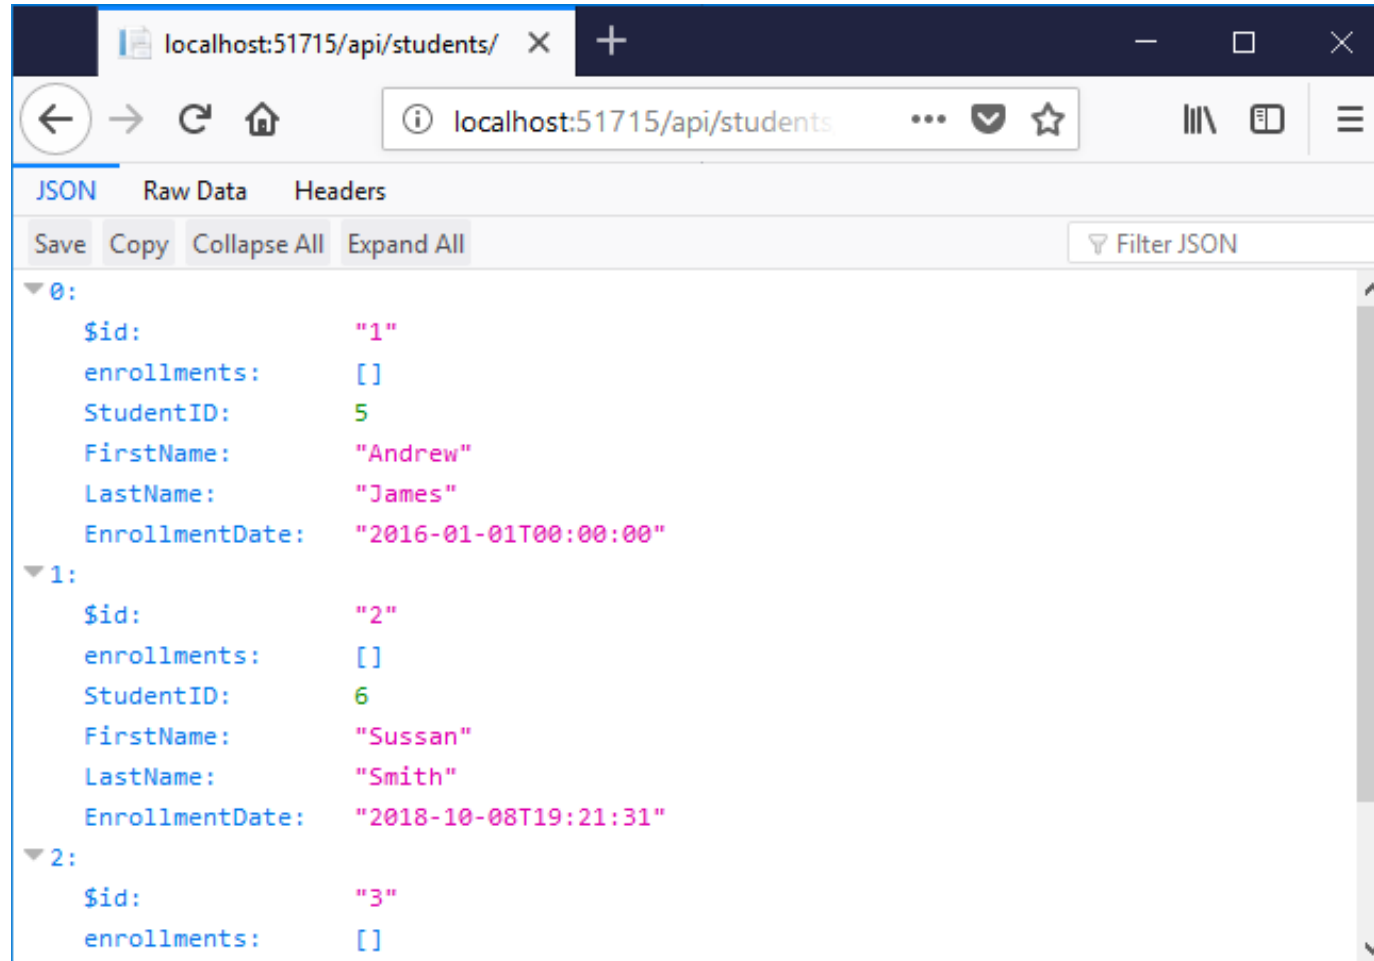 localhost:51715/api/students/
localhost:51715/api/students
JSON Raw Data Headers
Save Copy Collapse All Expand All Filter JSON
0:
$id: "1"
enrollments: []
StudentID: 5
FirstName: "Andrew"
LastName: "James"
EnrollmentDate: "2016-01-01T00:00:00"
1:
$id: "2"
enrollments: []
StudentID: 6
FirstName: "Sussan"
LastName: "Smith"
EnrollmentDate: "2018-10-08T19:21:31"
2:
$id: "3"
enrollments: []